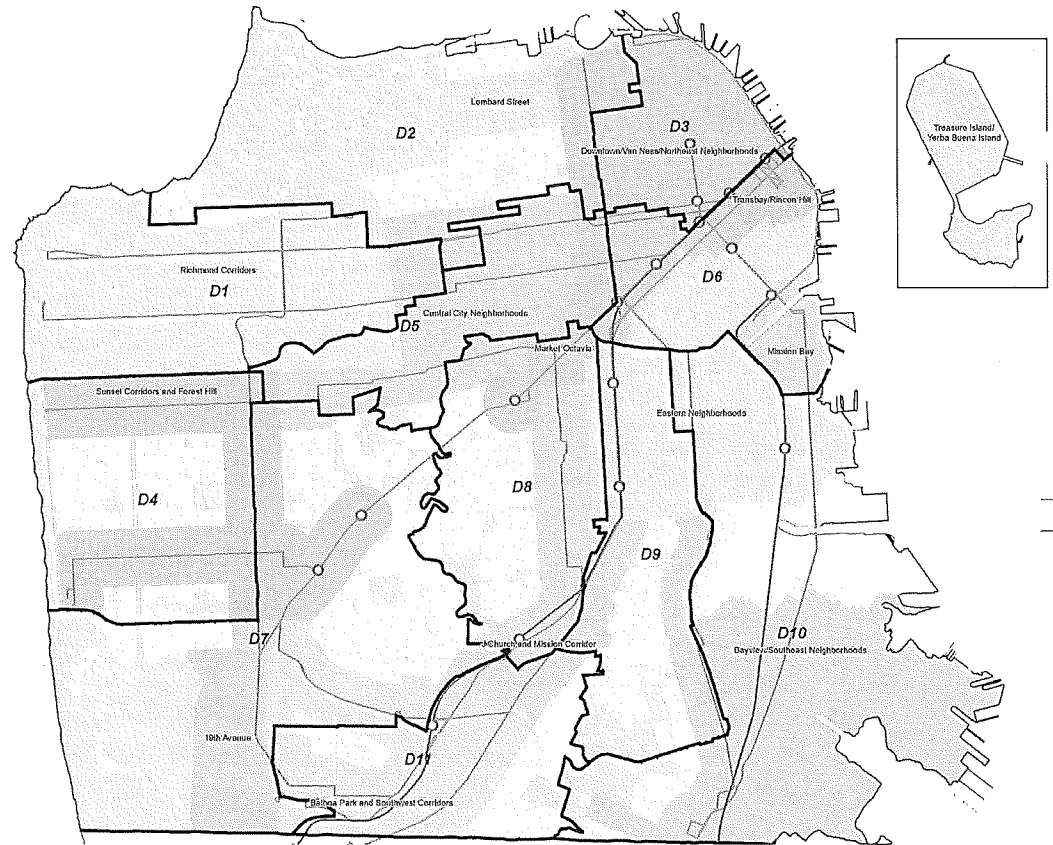 Lombard Street
D2
D3
Downtown/Van Ness/Northeast Neighborhoods
Treasure Island/
Yerba Buena Island
Transbay/Rincon Hill
Richmond Corridors
D1
D6
Central City Neighborhoods
D5
Market Octavia
Mission Bay
Sunset Corridors and Forest Hill
Eastern Neighborhoods
D4
D8
D9
D7
D10
J-Church and Mission Corridor
Bayview/Southeast Neighborhoods
19th Avenue
D11
Balboa Park and Southwest Corridors